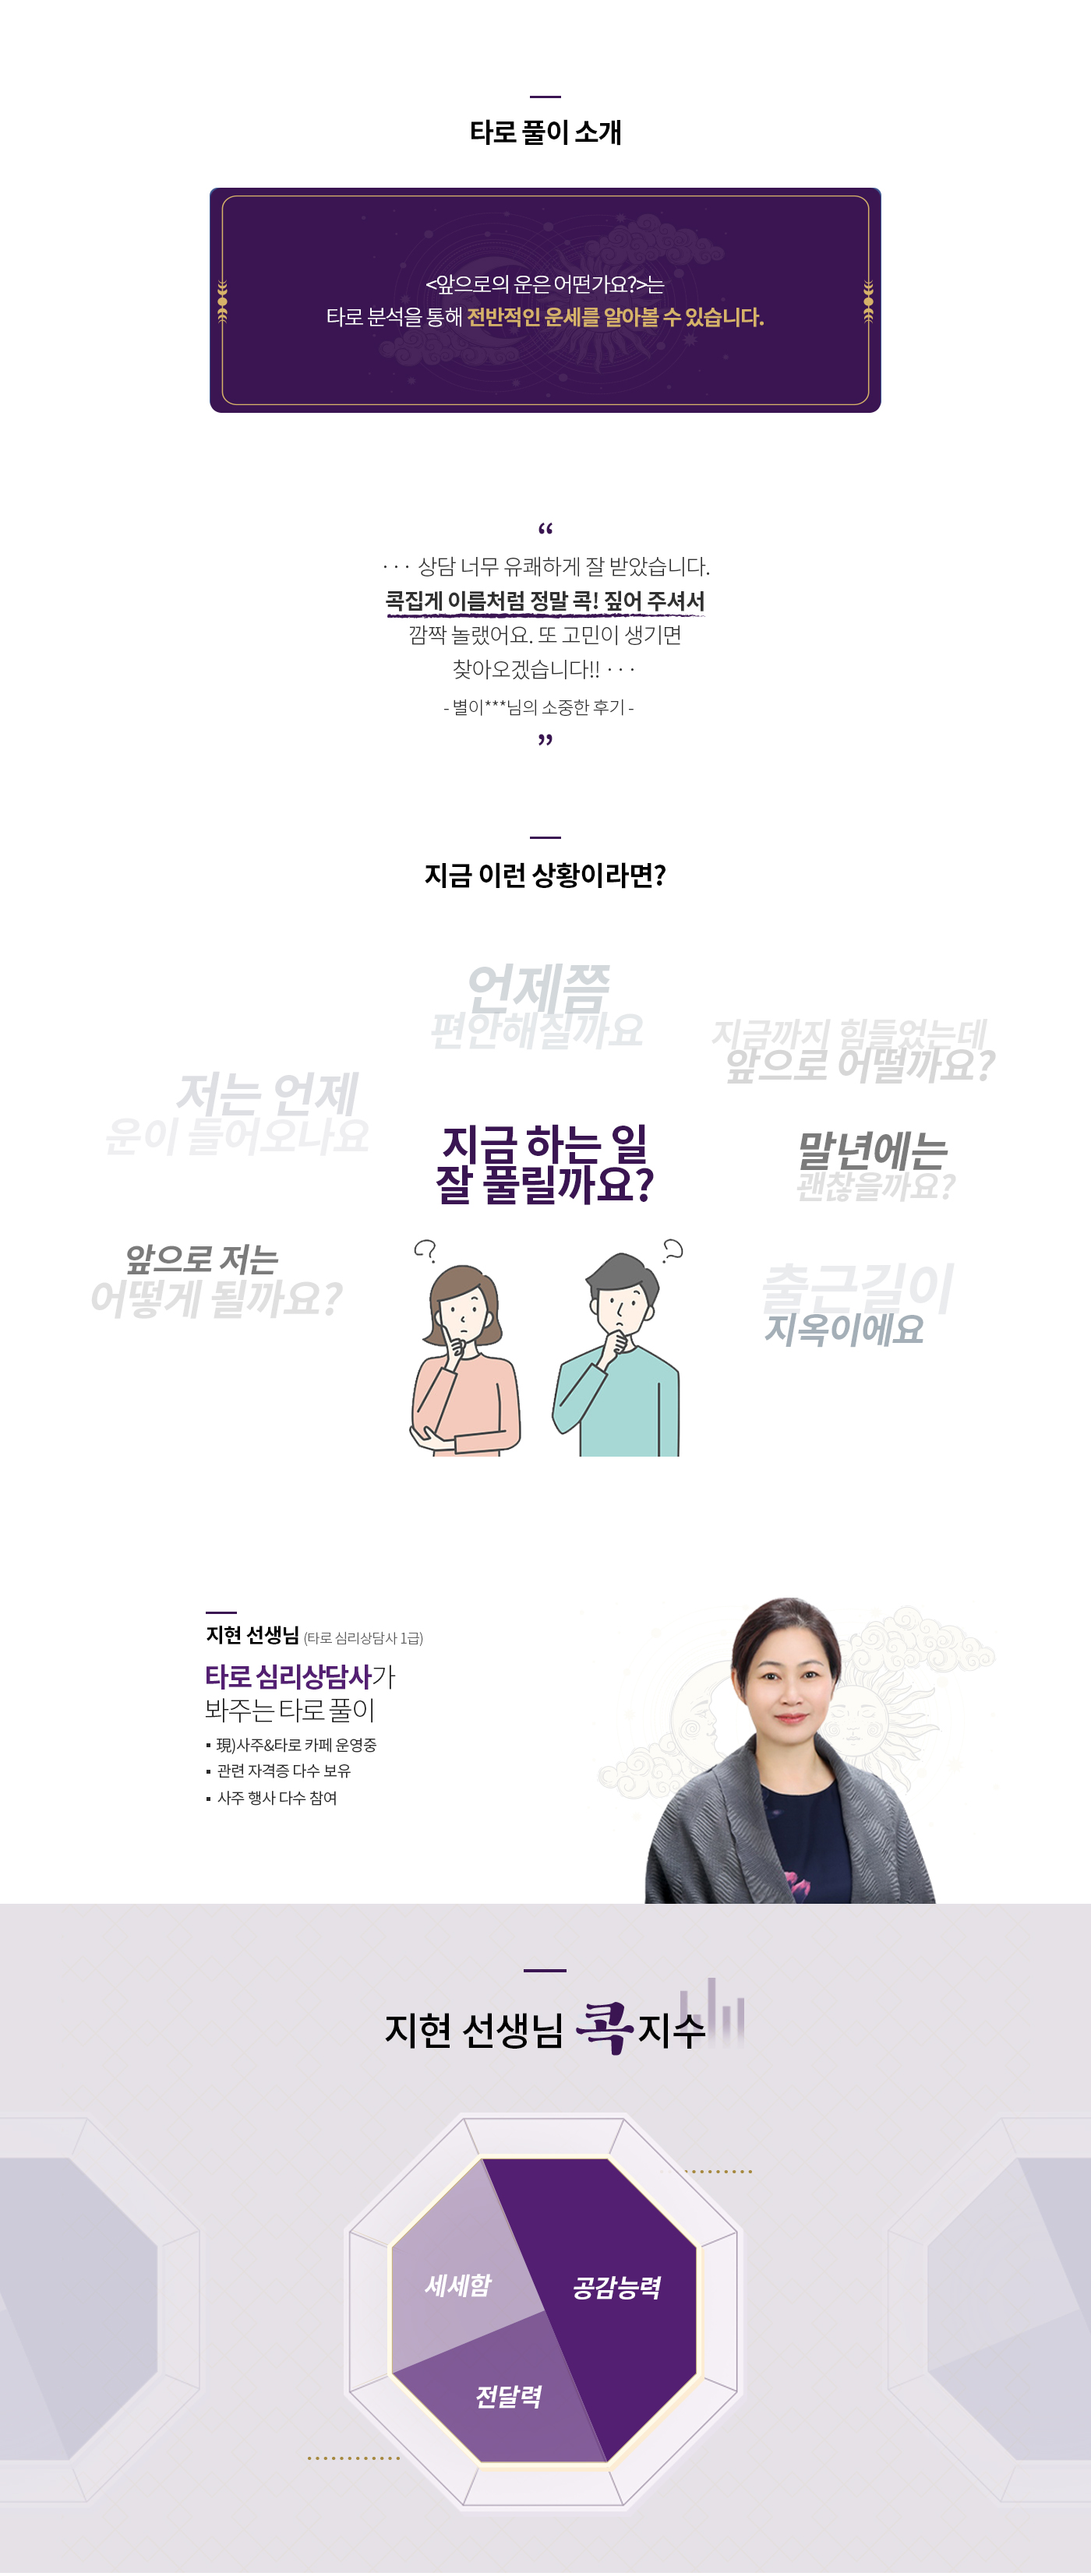 타로 풀이 소개
<앞으로의 운은 어떤가요?>는
타로 분석을 통해 전반적인 운세를 알아볼 수 있습니다.
“
··· 상담 너무 유쾌하게 잘 받았습니다.
콕집게 이름처럼 정말 콕! 짚어 주셔서
깜짝 놀랬어요. 또 고민이 생기면
찾아오겠습니다!! ···
- 별이***님의 소중한 후기 -
”
지금 이런 상황이라면?
언제쯤
편안해질까요
지금까지 힘들었는데
앞으로 어떨까요?
저는 언제
운이 들어오나요
지금 하는 일
잘 풀릴까요?
말년에는
괜찮을까요?
앞으로 저는
어떻게 될까요?
출근길이
지옥이에요
지현 선생님 (타로 심리상담사 1급)
타로 심리상담사가
봐주는 타로 풀이
▪ 現)사주&타로 카페 운영중
▪ 관련 자격증 다수 보유
▪ 사주 행사 다수 참여
지현 선생님 콕지수
세세함
공감능력
전달력